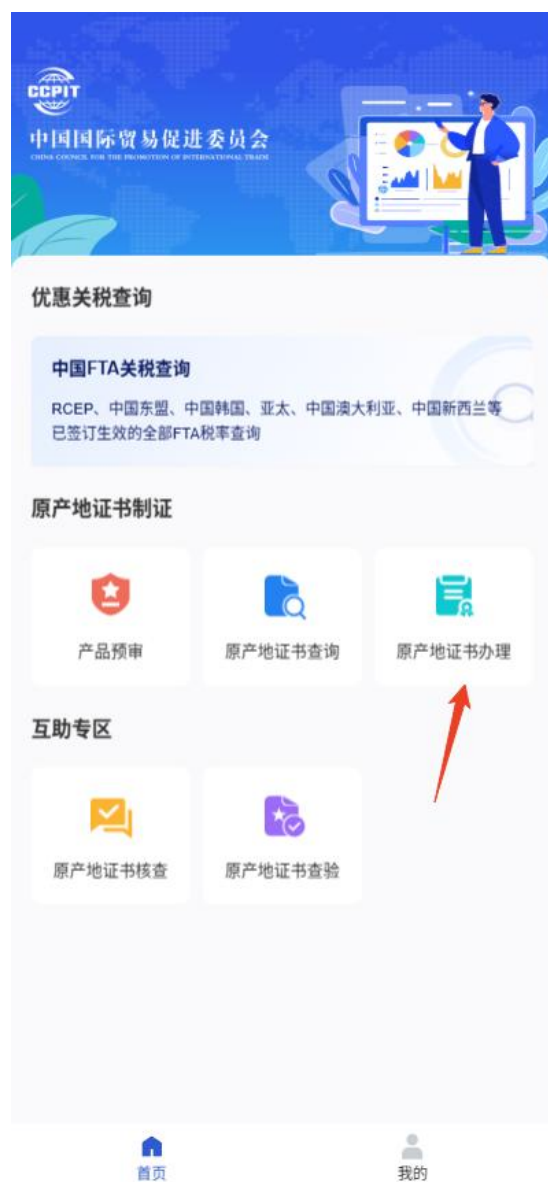 CCPIT
中国国际贸易促进委员会
CHINA COUNCIL FOR THE PROMOTION OF INTERNATIONAL TRADE
优惠关税查询
中国FTA关税查询
RCEP、中国东盟、中国韩国、亚太、中国澳大利亚、中国新西兰等
已签订生效的全部FTA税率查询
原产地证书制证
产品预审
原产地证书查询
原产地证书办理
互助专区
原产地证书核查
原产地证书查验
首页
我的